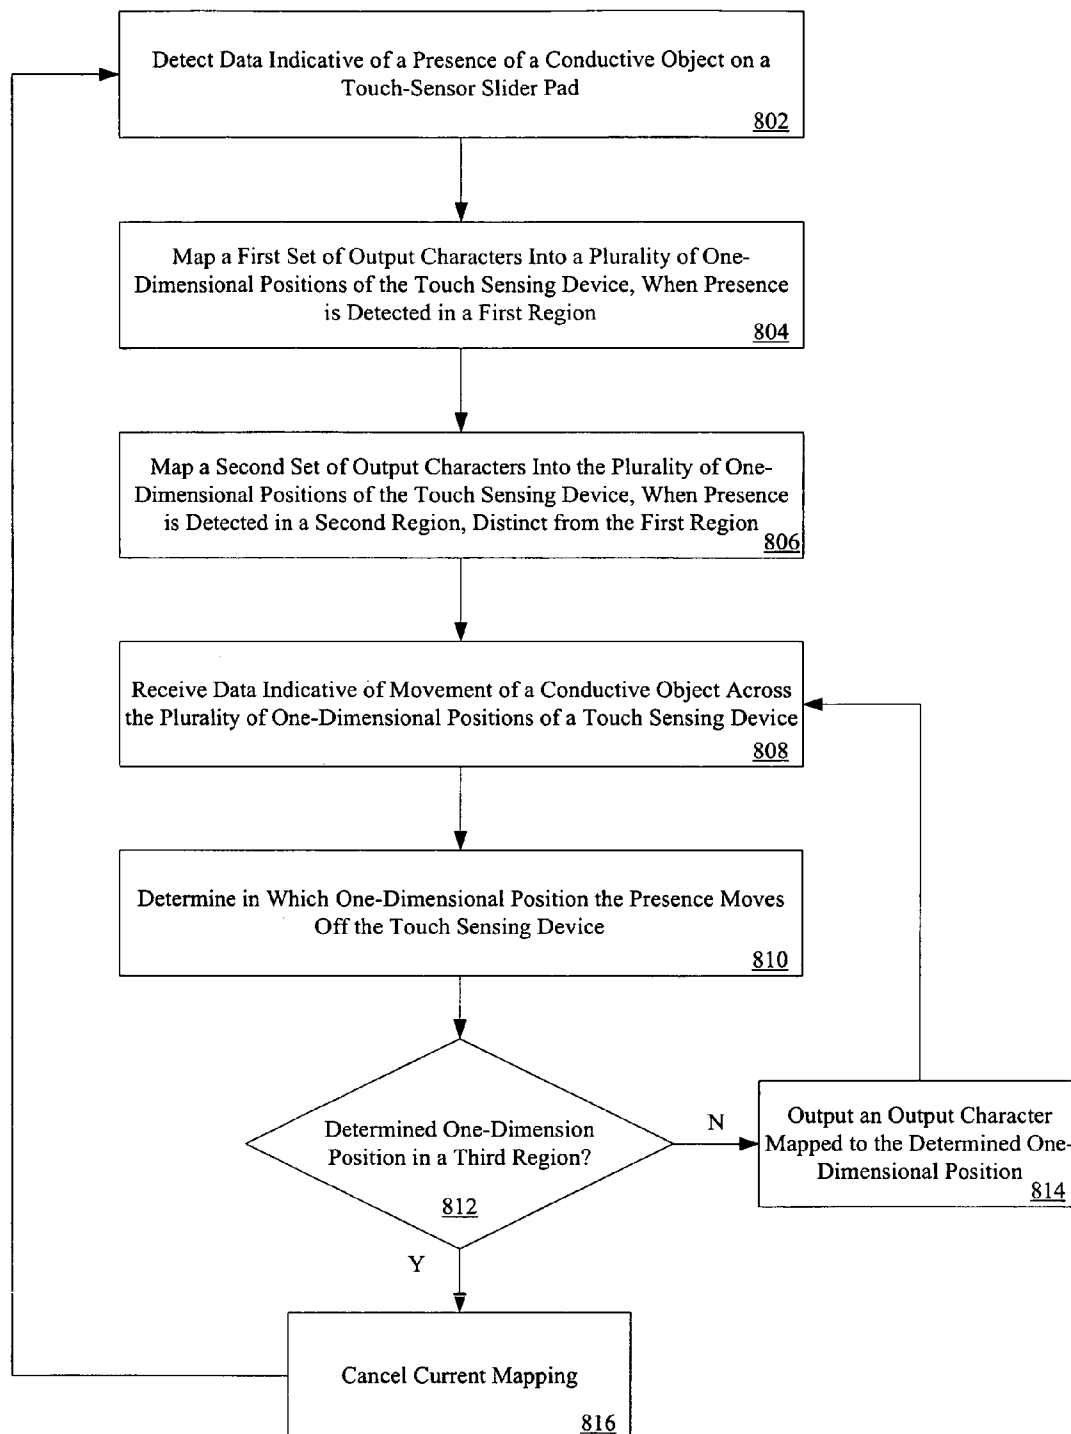 Detect Data Indicative of a Presence of a Conductive Object on a
Touch-Sensor Slider Pad
802
Map a First Set of Output Characters Into a Plurality of One-
Dimensional Positions of the Touch Sensing Device, When Presence
is Detected in a First Region
804
Map a Second Set of Output Characters Into the Plurality of One-
Dimensional Positions of the Touch Sensing Device, When Presence
is Detected in a Second Region, Distinct from the First Region
806
Receive Data Indicative of Movement of a Conductive Object Across
the Plurality of One-Dimensional Positions of a Touch Sensing Device
808
Determine in Which One-Dimensional Position the Presence Moves
Off the Touch Sensing Device
810
Determined One-Dimension
Position in a Third Region?
812
N
Output an Output Character
Mapped to the Determined One-
Dimensional Position
814
Y
Cancel Current Mapping
816